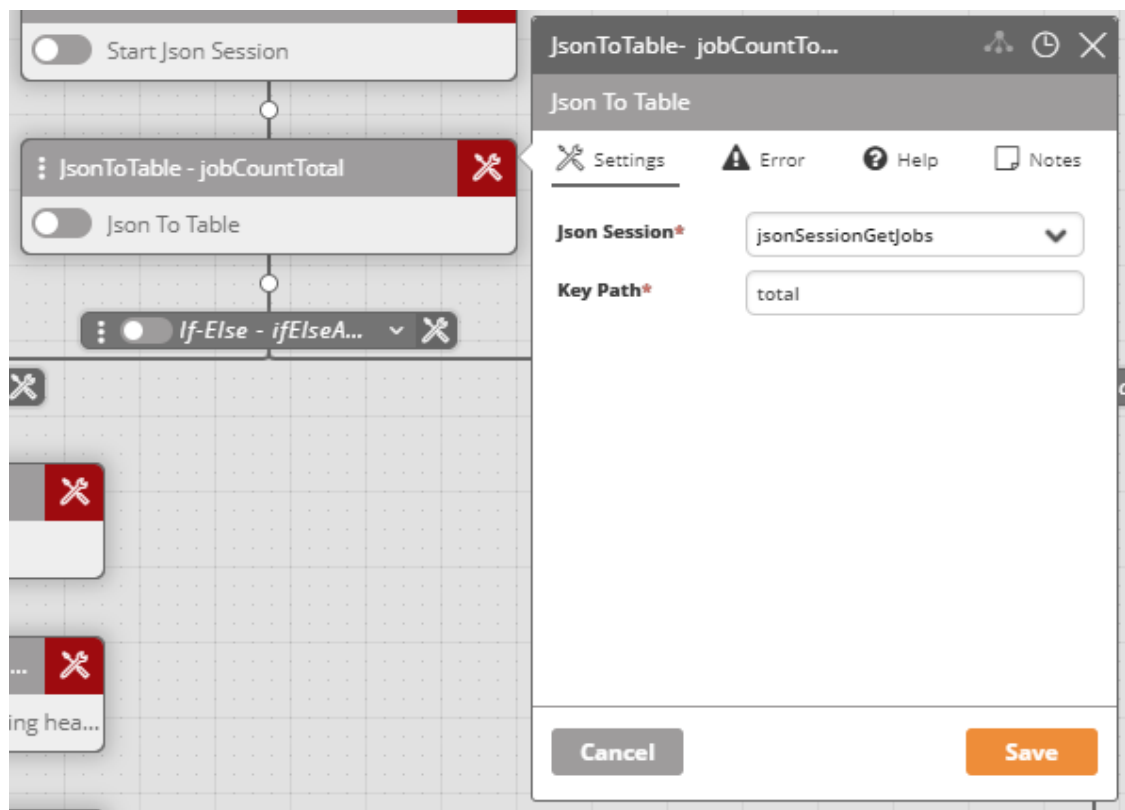 Start Json Session
JsonToTable - jobCountTotal
Json To Table
If-Else - ifElseA...
...
ing hea...
JsonToTable- jobCountTo...
Json To Table
Settings
Error
Help
Notes
Json Session*
jsonSessionGetJobs
Key Path*
total
Cancel
Save